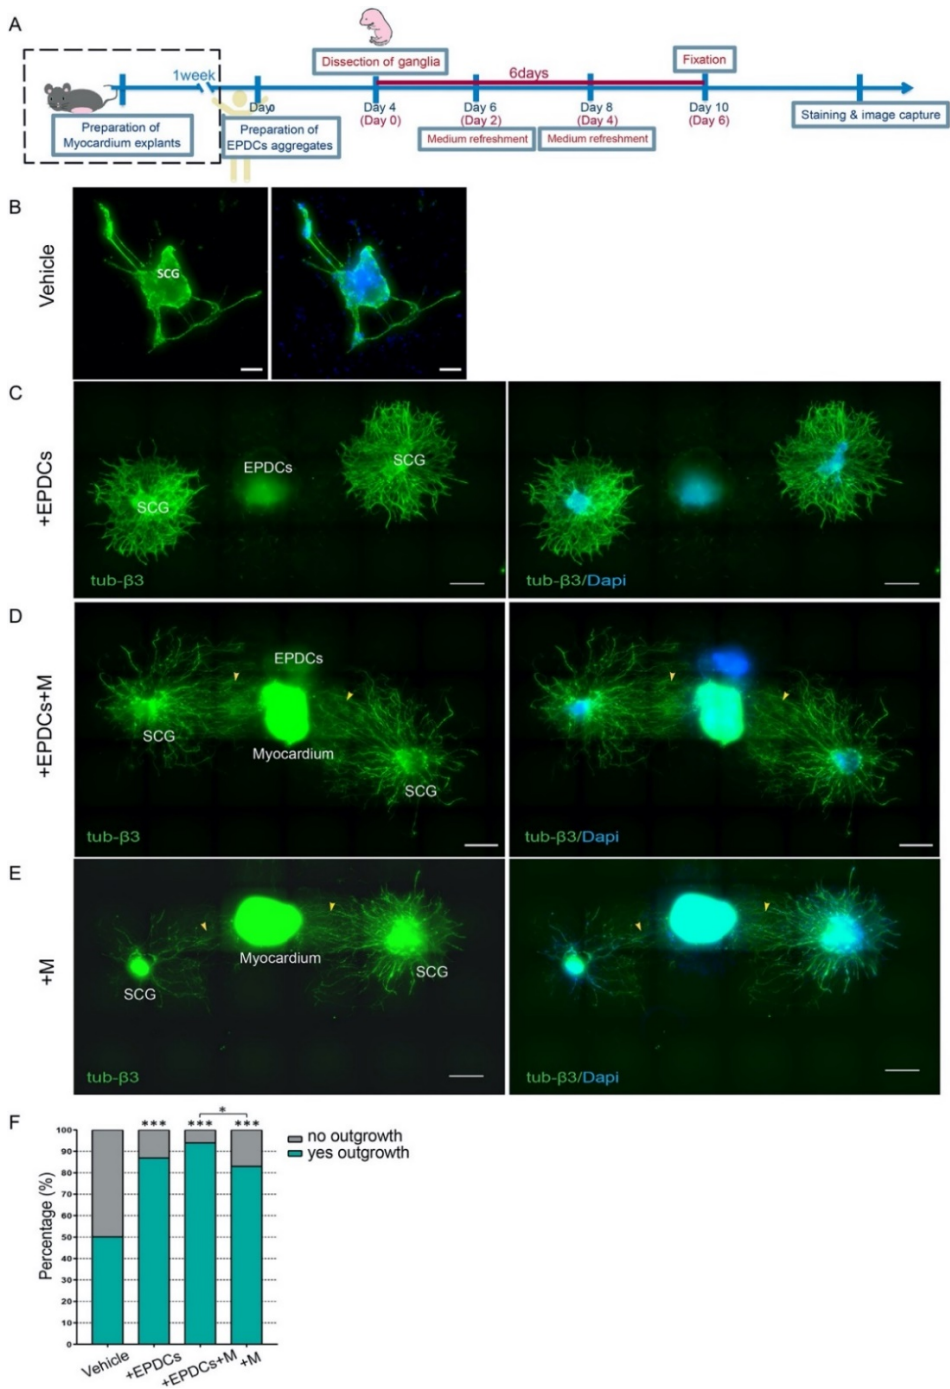 A
Dissection of ganglia
Fixation
1week
6days
Day 0
Day 4
Day 6
Day 8
Day 10
(Day 0)
(Day 2)
(Day 4)
(Day 6)
Preparation of
Myocardium explants
Preparation of
EPDCs aggregates
Medium refreshment
Medium refreshment
Staining & image capture
B
Vehicle
SCG
C
+EPDCs
SCG
EPDCs
SCG
tub-β3
tub-β3/Dapi
D
+EPDCs+M
EPDCs
SCG
Myocardium
SCG
tub-β3
tub-β3/Dapi
E
+M
Myocardium
SCG
SCG
tub-β3
tub-β3/Dapi
F
*
*** *** ***
no outgrowth
yes outgrowth
Percentage (%)
100
90
80
70
60
50
40
30
20
10
0
Vehicle
+EPDCs
+EPDCs+M
+M